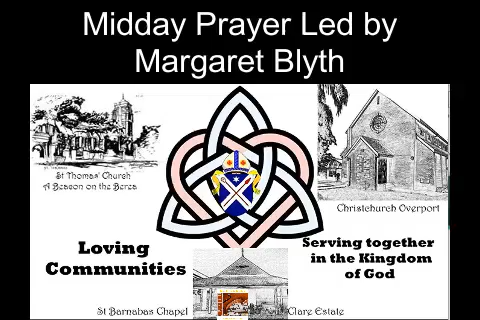 Midday Prayer Led by
Margaret Blyth
St Thomas' Church
A Beacon on the Berea
Christchurch Overport
Loving
Communities
Serving together
in the Kingdom
of God
St Barnabas Chapel
Clare Estate